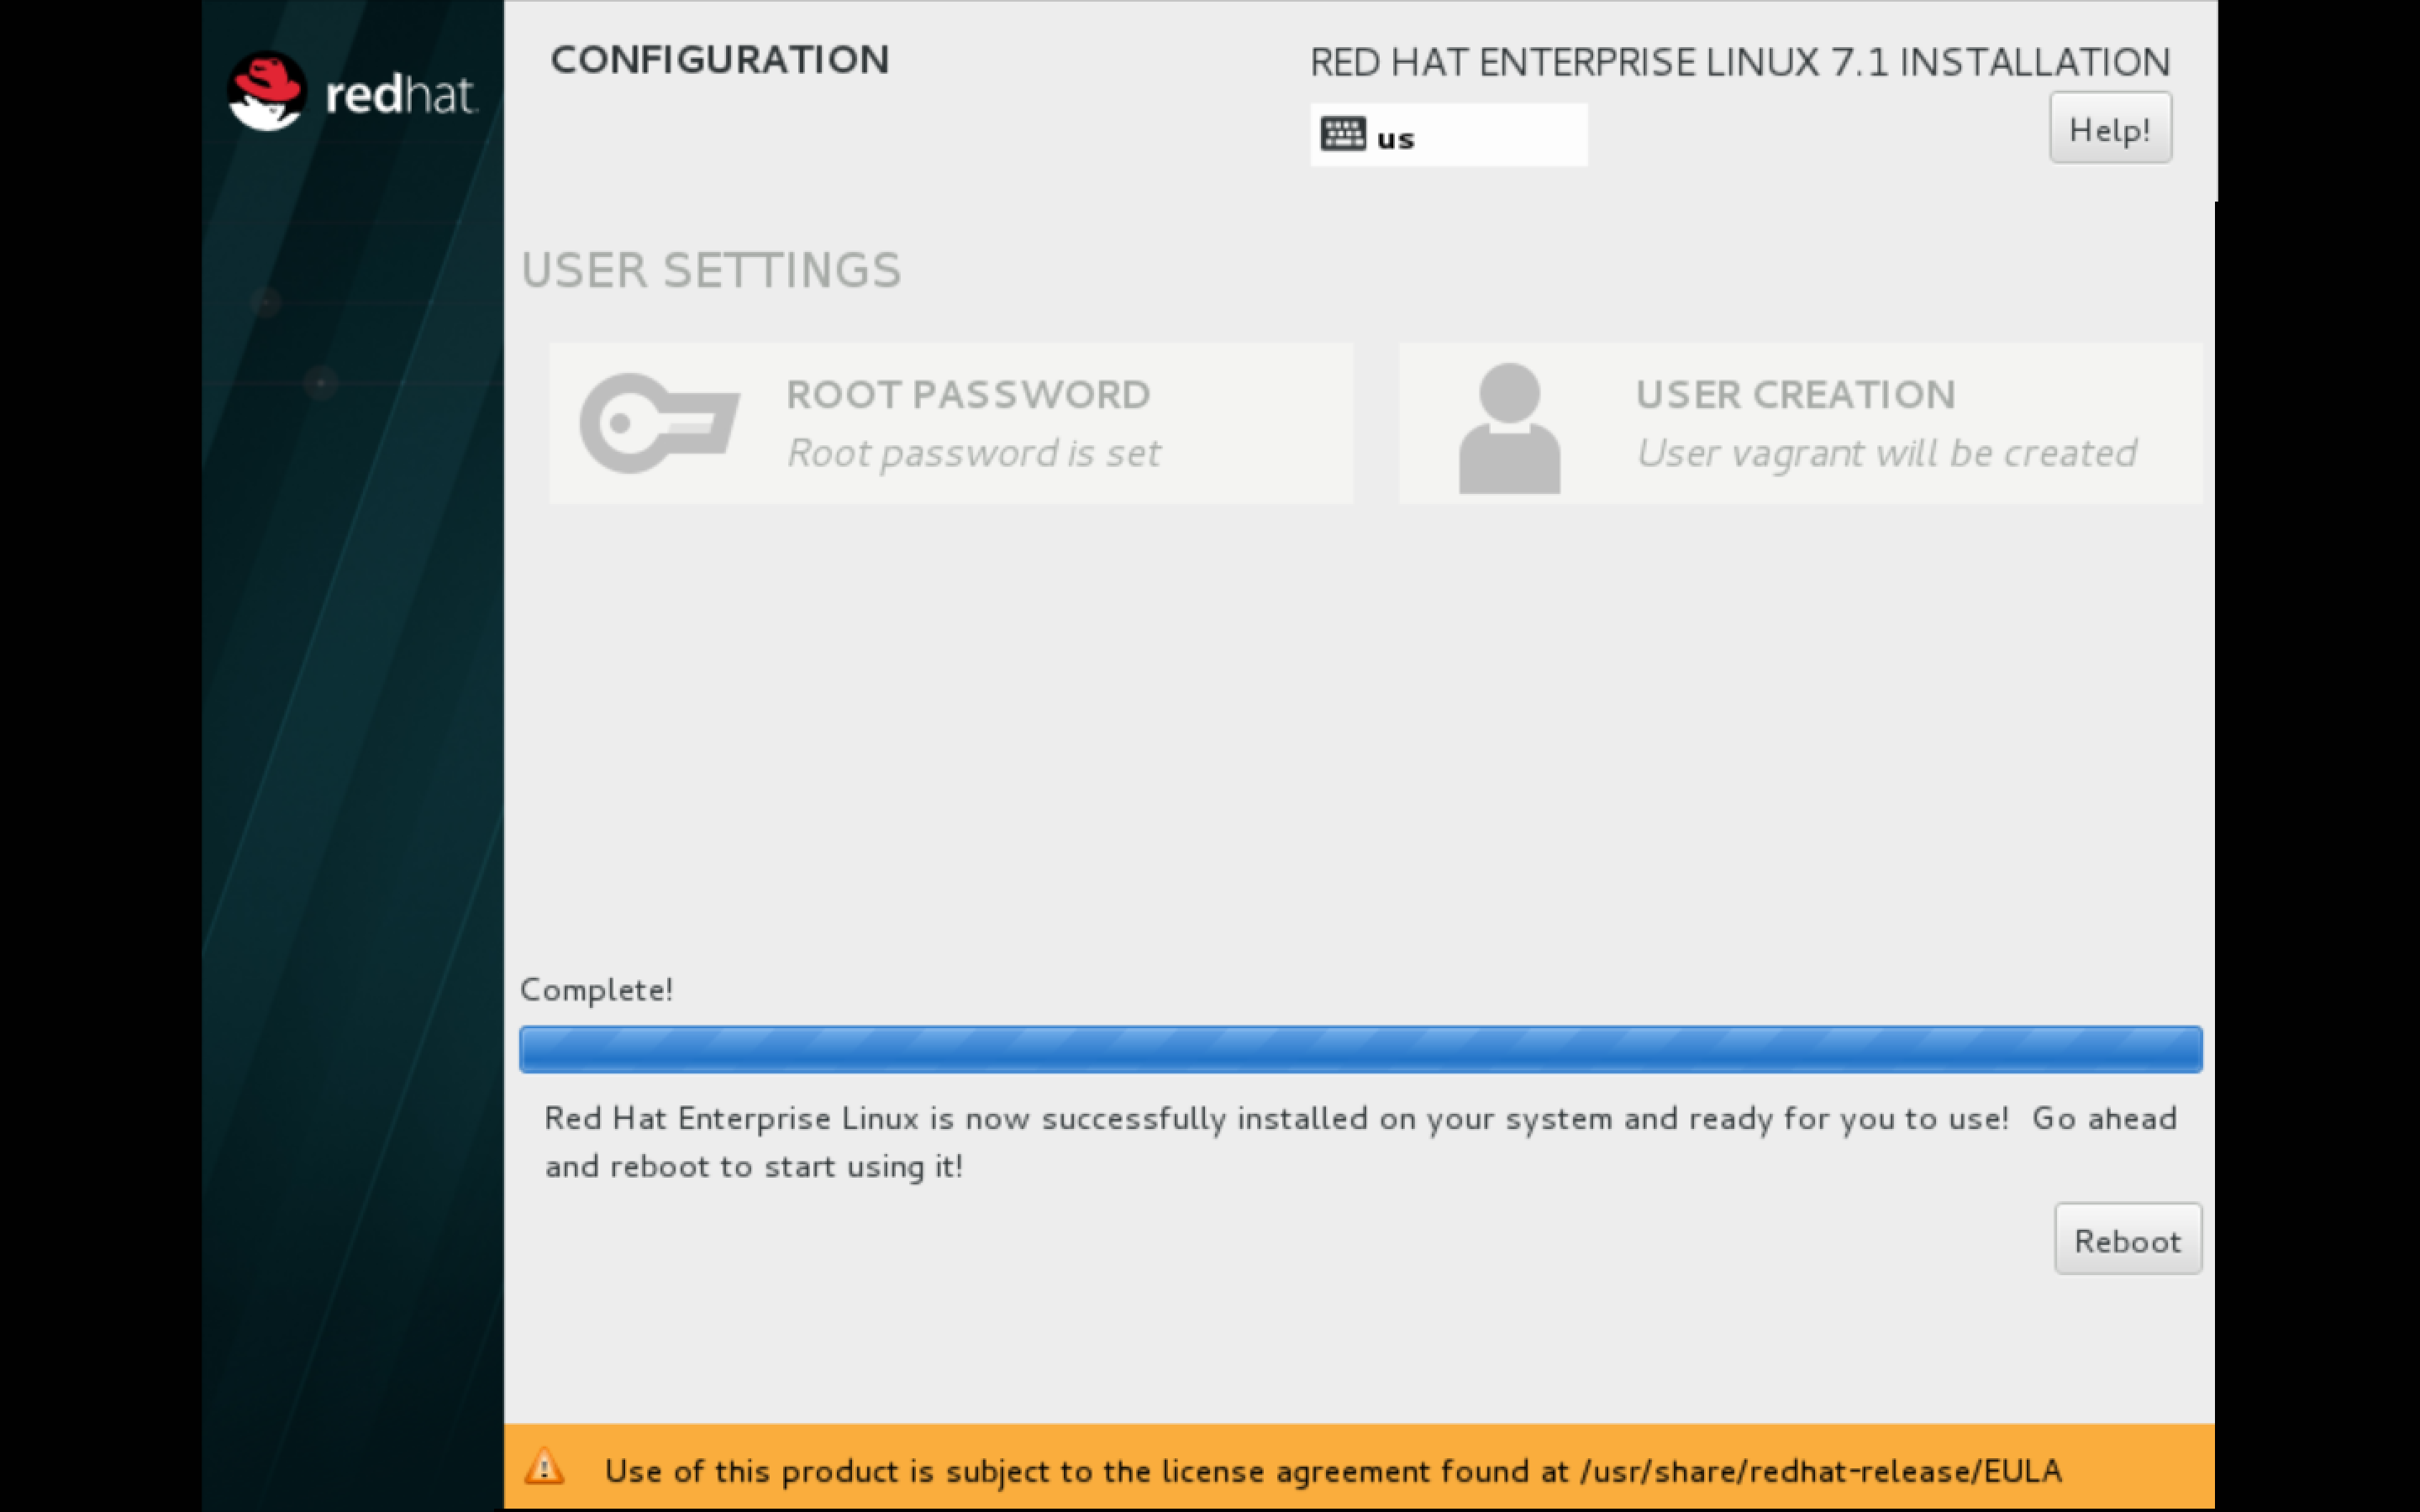 redhat.
CONFIGURATION
RED HAT ENTERPRISE LINUX 7.1 INSTALLATION
us
Help!
USER SETTINGS
ROOT PASSWORD
Root password is set
USER CREATION
User vagrant will be created
Complete!
Red Hat Enterprise Linux is now successfully installed on your system and ready for you to use!  Go ahead
and reboot to start using it!
Reboot
Use of this product is subject to the license agreement found at /usr/share/redhat-release/EULA